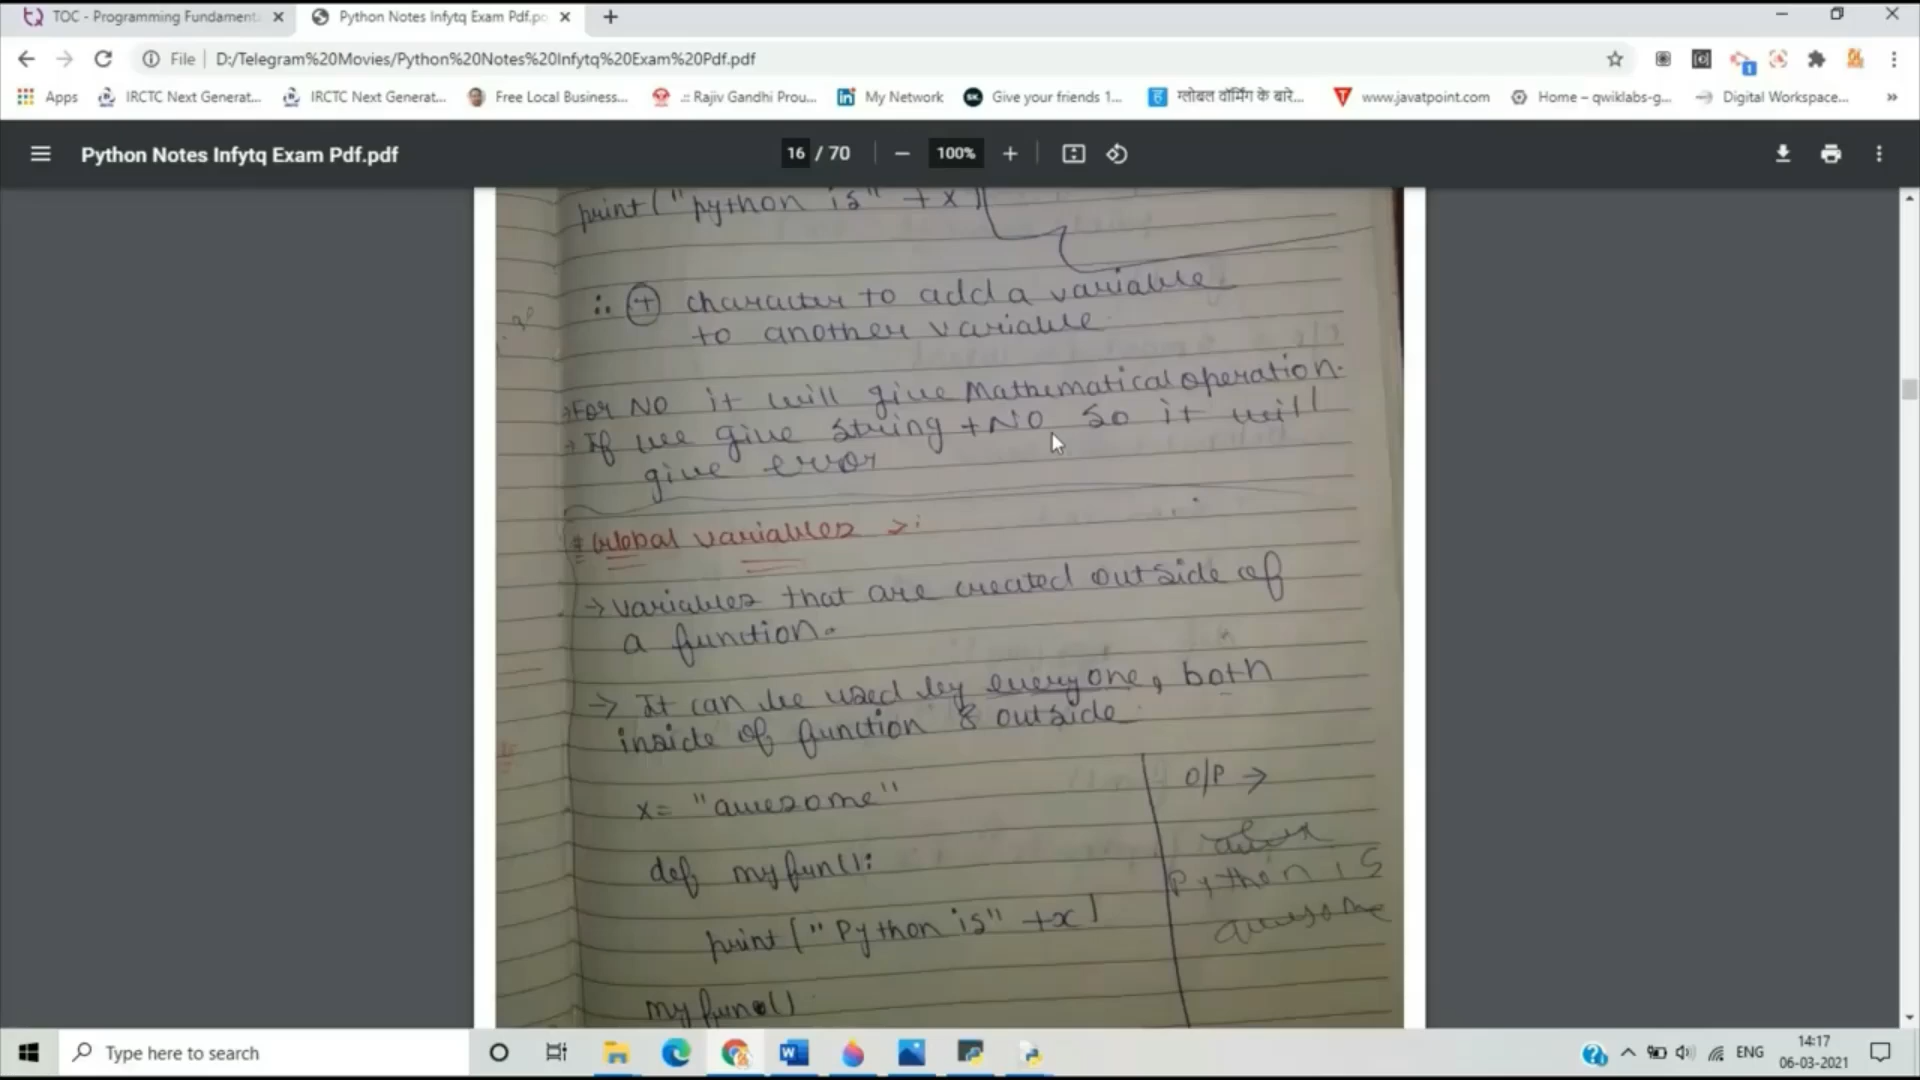 TOC - Programming Fundament
Python Notes Infytq Exam Pdf.po
File | D:/Telegram%20Movies/Python%20Notes%20Infytq%20Exam%20Pdf.pdf
Apps IRCTC Next Generat... IRCTC Next Generat... Free Local Business... .:: Rajiv Gandhi Prou... My Network Give your friends 1... ग्लोबल वॉर्मिंग के बारे... www.javatpoint.com Home – qwiklabs-g... Digital Workspace... »
Python Notes Infytq Exam Pdf.pdf 16 / 70 − 100% +
print ("python is" + x)
∴ + character to add a variable
to another variable
→ For NO it will give Mathematical operation.
→ If we give string + NO so it will
give error
# Global variables >:
→ variables that are created outside of
a function.
→ It can be used by everyone, both
inside of function & outside
x = "awesome"
O/P →
def myfun():
Python is
awesome
print ("Python is" + x)
myfun()
Type here to search
ENG
14:17
06-03-2021